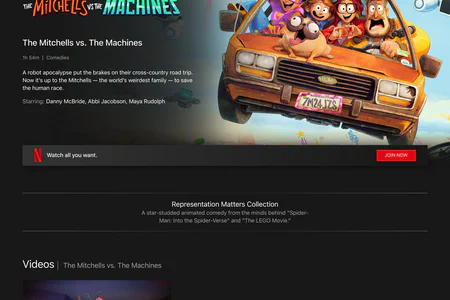 THE MITCHELLS VS THE MACHINES
The Mitchells vs. The Machines
1h 54m | Comedies
A robot apocalypse put the brakes on their cross-country road trip.
Now it's up to the Mitchells — the world's weirdest family — to save
the human race.
Starring: Danny McBride, Abbi Jacobson, Maya Rudolph
7M24JZS
N Watch all you want.
JOIN NOW
Representation Matters Collection
A star-studded animated comedy from the minds behind "Spider-
Man: Into the Spider-Verse" and "The LEGO Movie."
Videos | The Mitchells vs. The Machines